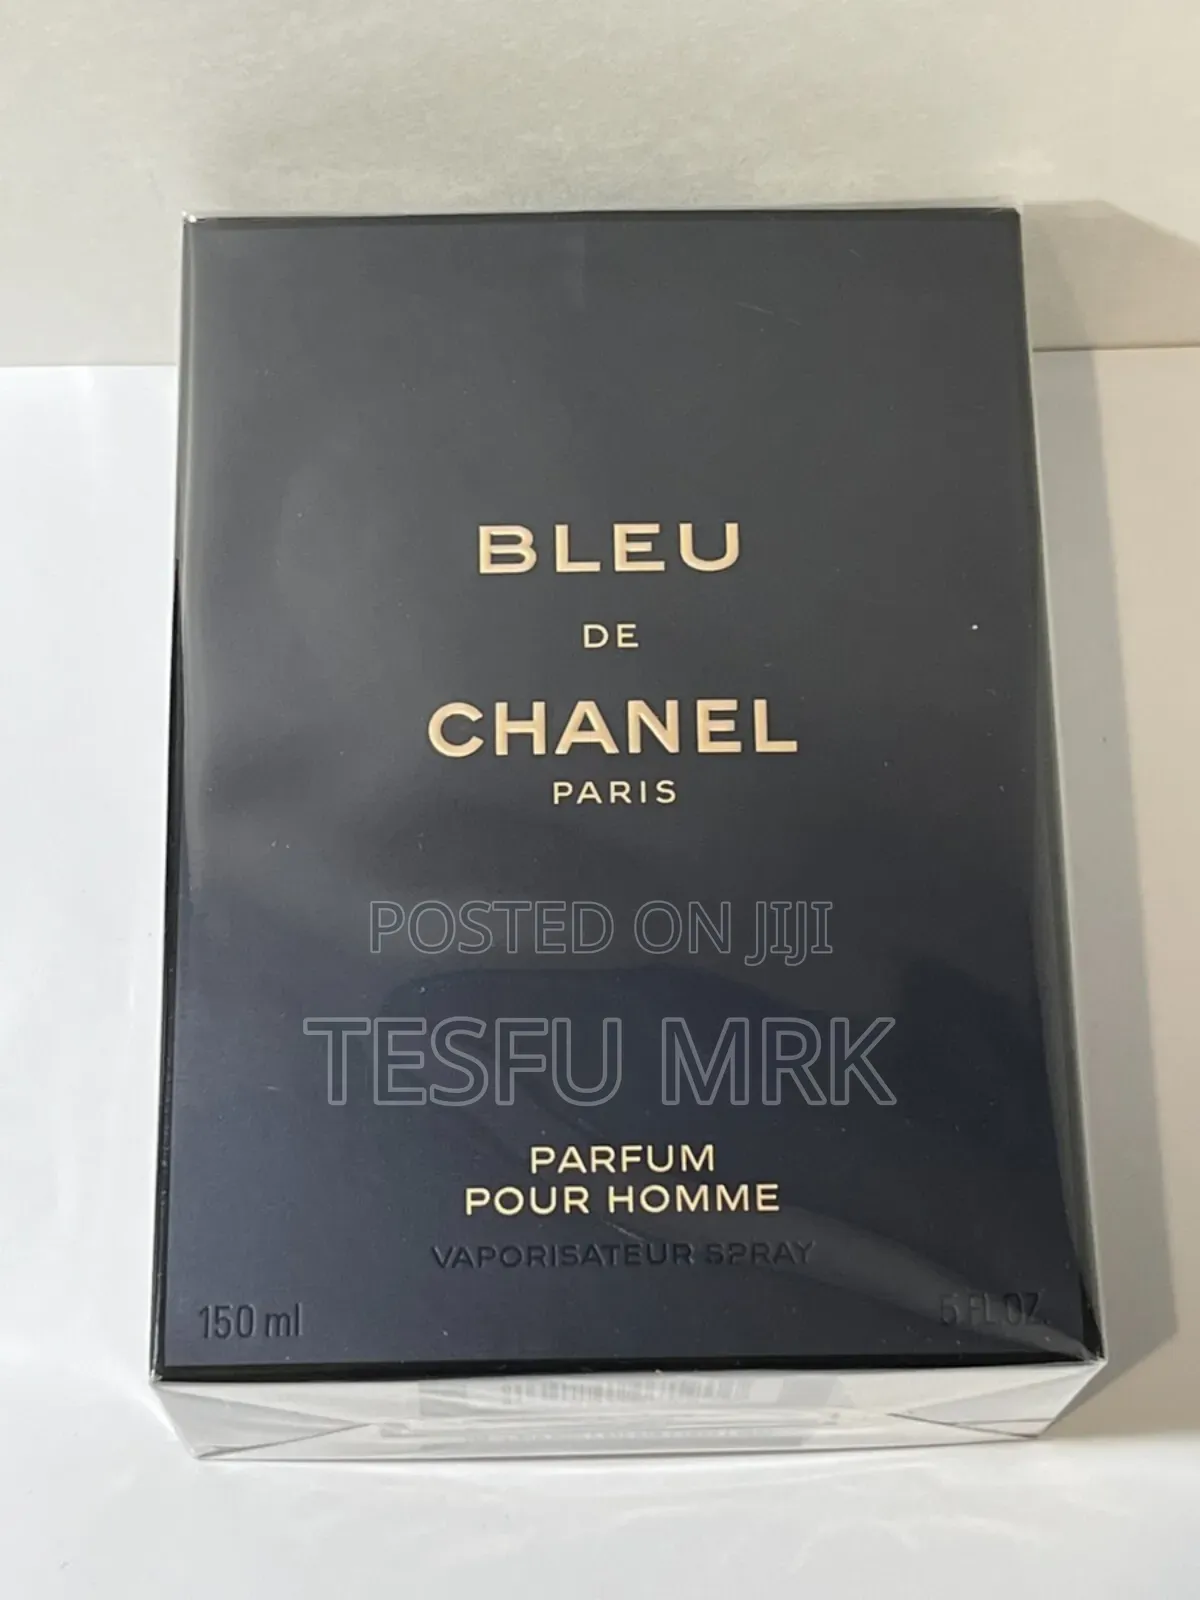 BLEU
DE
CHANEL
PARIS
POSTED ON JIJI
TESFU MRK
PARFUM
POUR HOMME
VAPORISATEUR SPRAY
150 ml
5 FL.OZ.